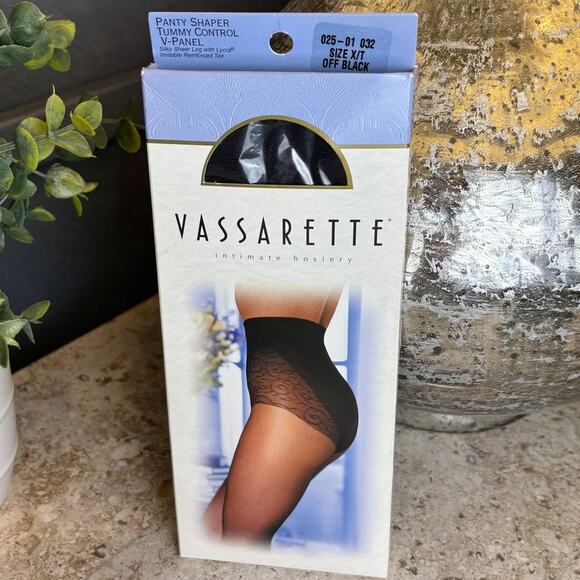 PANTY SHAPER
TUMMY CONTROL
V-PANEL
Silky Sheer Leg with Lycra®
Invisible Reinforced Toe
025-01 032
SIZE X/T
OFF BLACK
VASSARETTE®
intimate hosiery